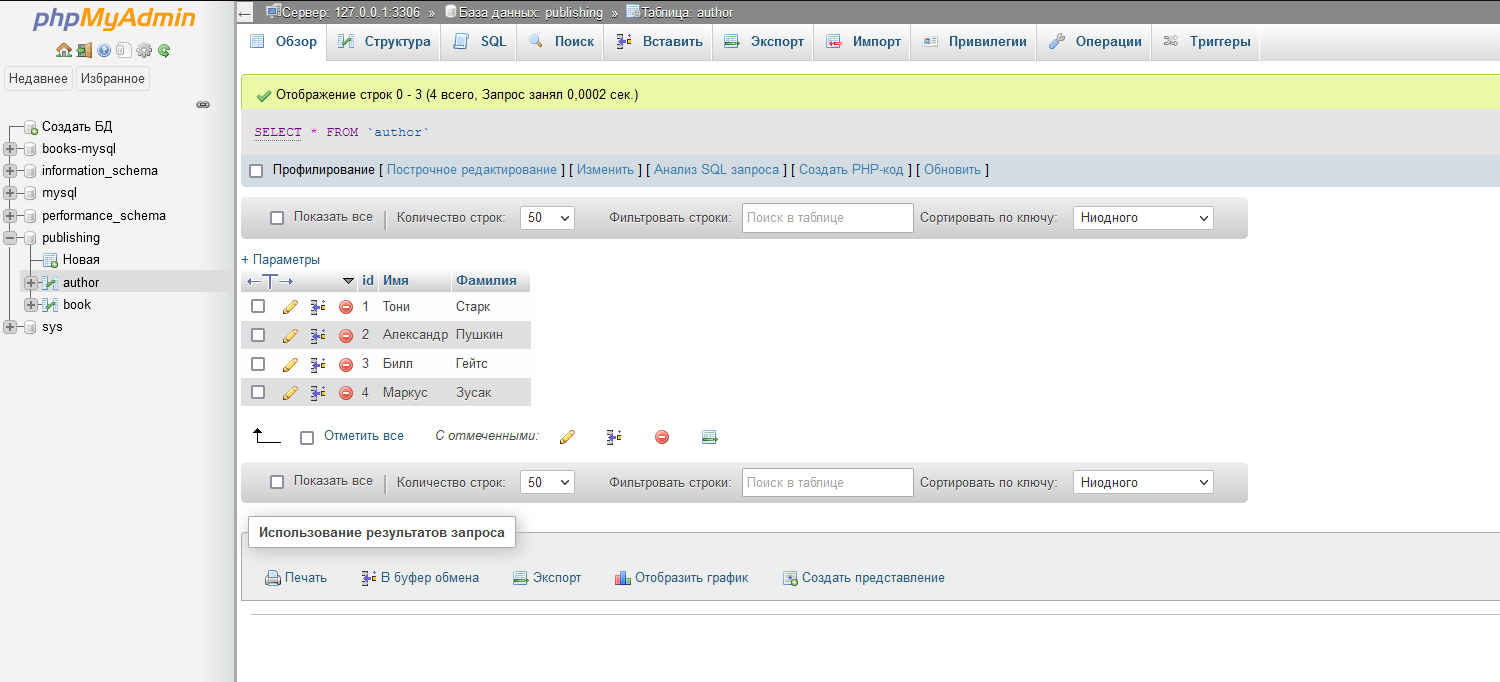 phpMyAdmin
Недавнее Избранное
Создать БД
books-mysql
information_schema
mysql
performance_schema
publishing
Новая
author
book
sys
← Сервер: 127.0.0.1:3306 » База данных: publishing » Таблица: author
Обзор Структура SQL Поиск Вставить Экспорт Импорт Привилегии Операции Триггеры
Отображение строк 0 - 3 (4 всего, Запрос занял 0,0002 сек.)
SELECT * FROM `author`
Профилирование [ Построчное редактирование ] [ Изменить ] [ Анализ SQL запроса ] [ Создать PHP-код ] [ Обновить ]
Показать все | Количество строк: 50 Фильтровать строки: Поиск в таблице Сортировать по ключу: Ниодного
+ Параметры
←T→ id Имя Фамилия
1 Тони Старк
2 Александр Пушкин
3 Билл Гейтс
4 Маркус Зусак
Отметить все С отмеченными:
Показать все | Количество строк: 50 Фильтровать строки: Поиск в таблице Сортировать по ключу: Ниодного
Использование результатов запроса
Печать В буфер обмена Экспорт Отобразить график Создать представление